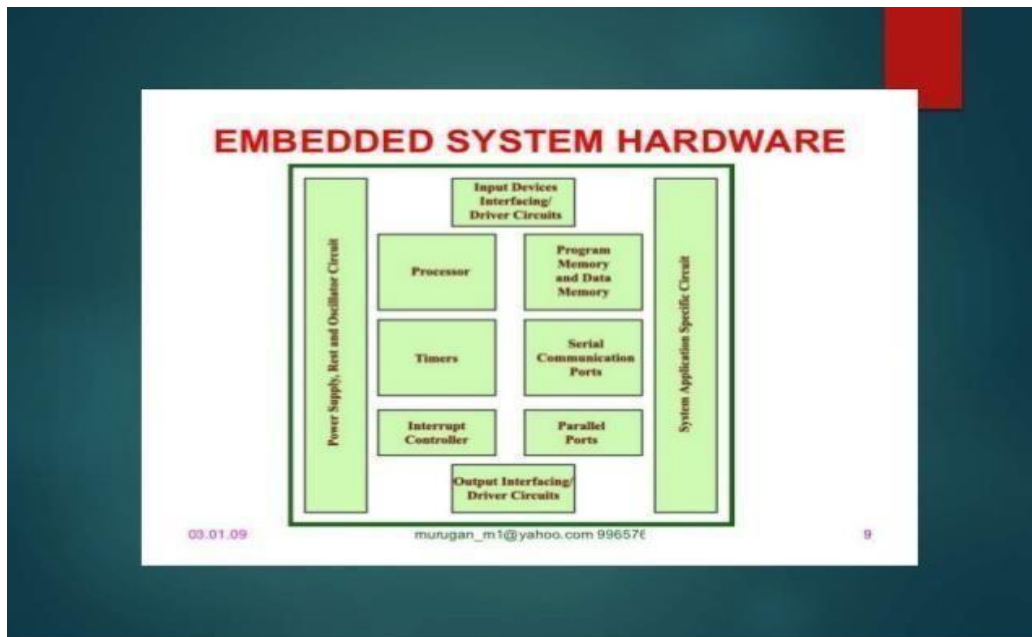 EMBEDDED SYSTEM HARDWARE
Power Supply, Rest and Oscillator Circuit
Input Devices
Interfacing/
Driver Circuits
Processor
Program
Memory
and Data
Memory
Timers
Serial
Communication
Ports
Interrupt
Controller
Parallel
Ports
Output Interfacing/
Driver Circuits
System Application Specific Circuit
03.01.09
murugan_m1@yahoo.com 996576
9